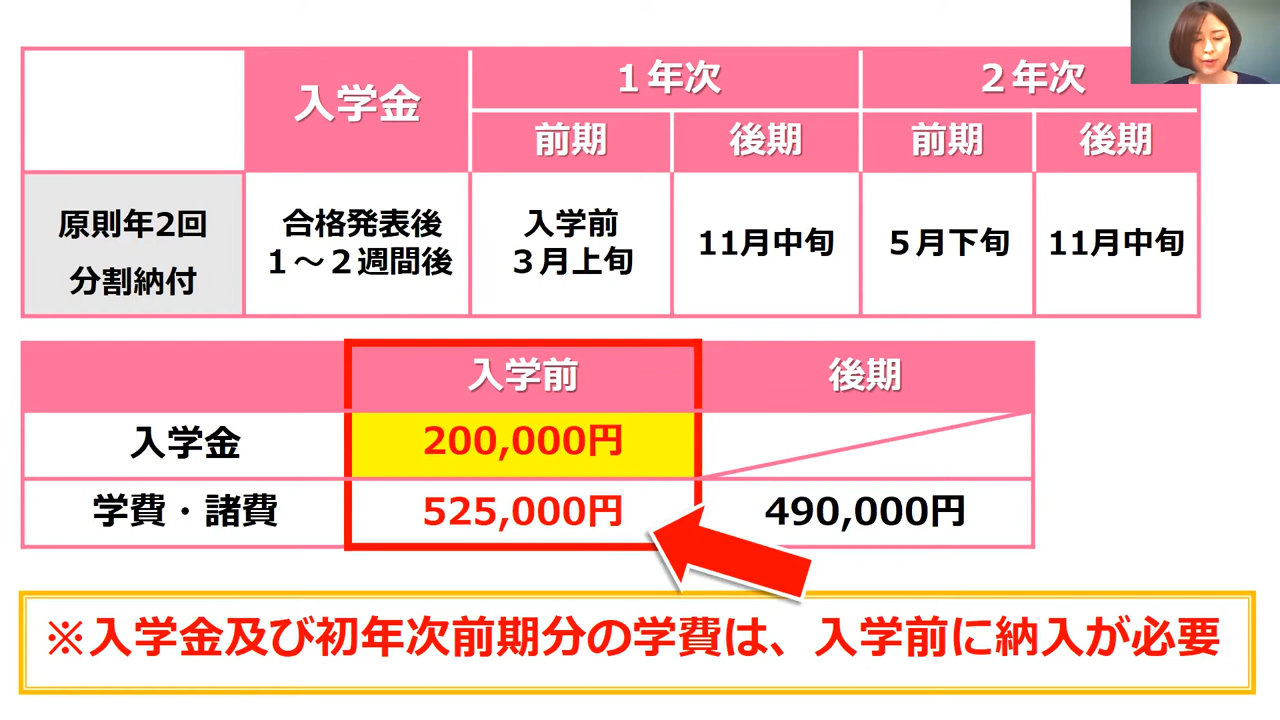 入学金
１年次
２年次
前期
後期
前期
後期
原則年2回
分割納付
合格発表後
１～２週間後
入学前
３月上旬
11月中旬
５月下旬
11月中旬
入学前
後期
入学金
200,000円
学費・諸費
525,000円
490,000円
※入学金及び初年次前期分の学費は、入学前に納入が必要